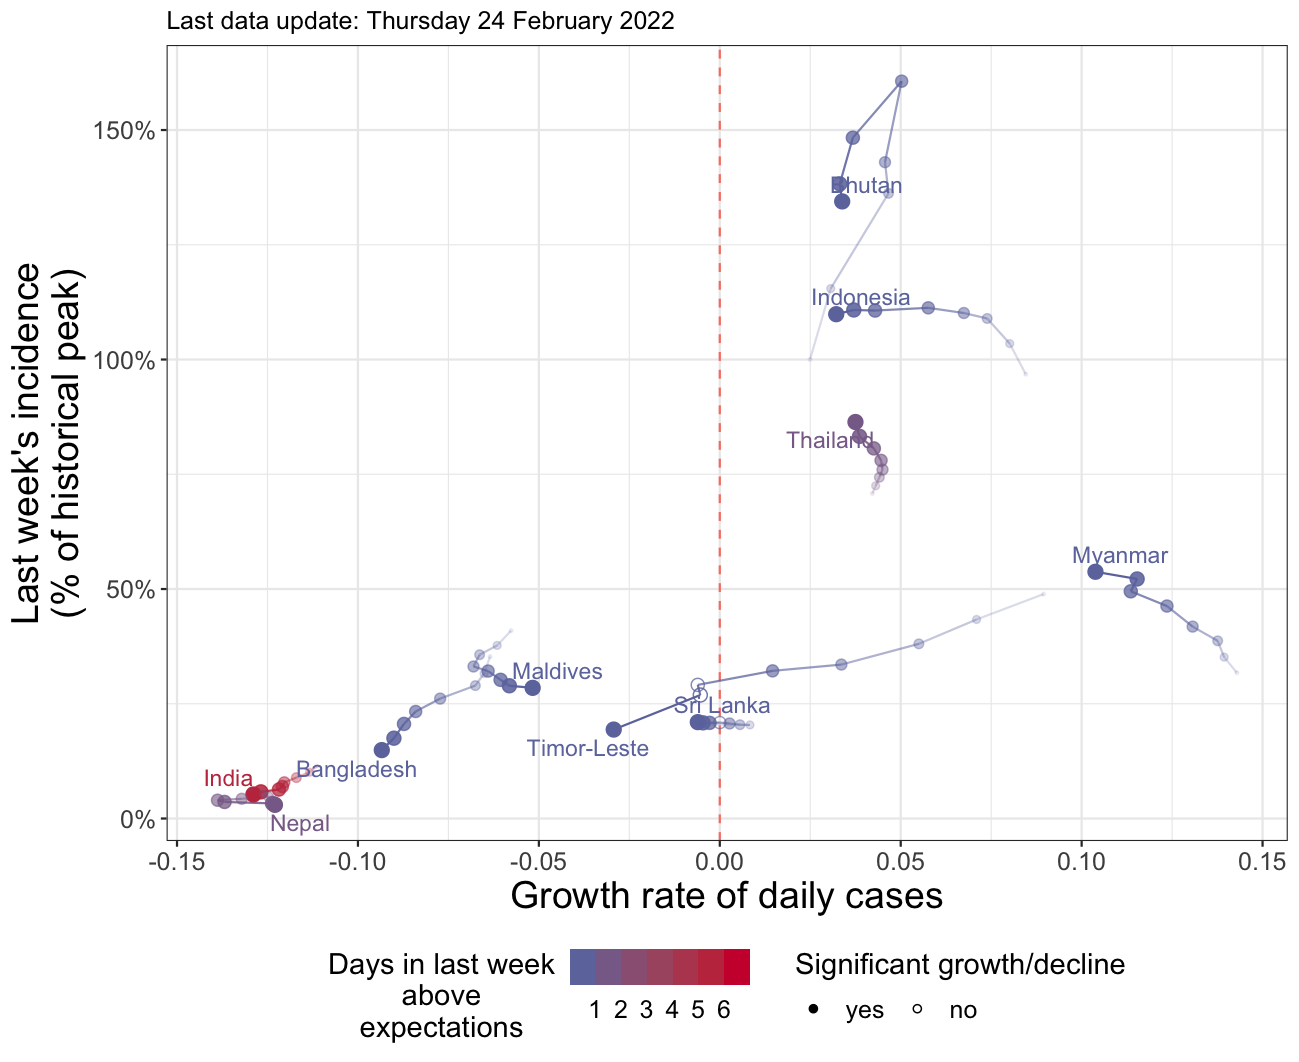 Last data update: Thursday 24 February 2022
Last week's incidence
(% of historical peak)
150%
100%
50%
0%
Bhutan
Indonesia
Thailand
Myanmar
Maldives
Sri Lanka
Timor-Leste
Bangladesh
India
Nepal
-0.15 -0.10 -0.05 0.00 0.05 0.10 0.15
Growth rate of daily cases
Days in last week
above
expectations
1 2 3 4 5 6
Significant growth/decline
yes no